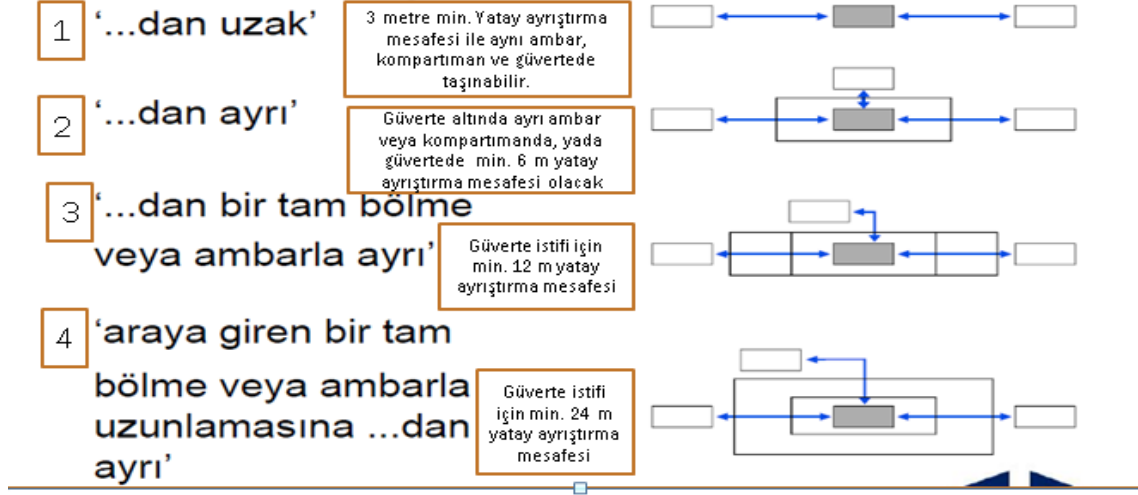 1
‘...dan uzak’
3 metre min. Yatay ayrıştırma
mesafesi ile aynı ambar,
kompartıman ve güvertede
taşınabilir.
2
‘...dan ayrı’
Güverte altında ayrı ambar
veya kompartımanda, yada
güvertede min. 6 m yatay
ayrıştırma mesafesi olacak
3
‘...dan bir tam bölme
veya ambarla ayrı’
Güverte istifi için
min. 12 m yatay
ayrıştırma mesafesi
4
‘araya giren bir tam
bölme veya ambarla
uzunlamasına ...dan
ayrı’
Güverte istifi
için min. 24 m
yatay ayrıştırma
mesafesi